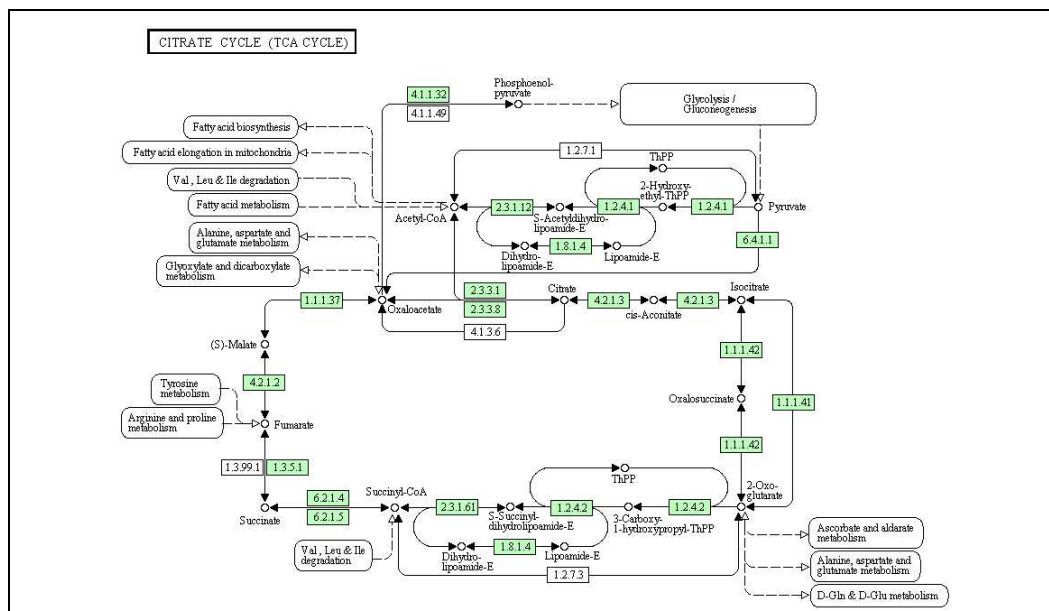 CITRATE CYCLE (TCA CYCLE)
Phosphoenol-
pyruvate
4.1.1.32
4.1.1.49
Glycolysis /
Gluconeogenesis
Fatty acid biosynthesis
Fatty acid elongation in mitochondria
Val, Leu & Ile degradation
Fatty acid metabolism
Alanine, aspartate and
glutamate metabolism
Glyoxylate and dicarboxylate
metabolism
1.2.7.1
ThPP
2-Hydroxy-
ethyl-ThPP
Acetyl-CoA
2.3.1.12
S-Acetyldihydro-
lipoamide-E
1.2.4.1
1.2.4.1
Pyruvate
Dihydro-
lipoamide-E
1.8.1.4
Lipoamide-E
6.4.1.1
1.1.1.37
Oxaloacetate
2.3.3.1
2.3.3.8
4.1.3.6
Citrate
4.2.1.3
cis-Aconitate
4.2.1.3
Isocitrate
(S)-Malate
1.1.1.42
4.2.1.2
Tyrosine
metabolism
Arginine and proline
metabolism
Fumarate
Oxalosuccinate
1.1.1.41
1.1.1.42
1.3.99.1
1.3.5.1
ThPP
Succinate
6.2.1.4
6.2.1.5
Succinyl-CoA
2.3.1.61
S-Succinyl-
dihydrolipoamide-E
1.2.4.2
3-Carboxy-
1-hydroxypropyl-ThPP
1.2.4.2
2-Oxo-
glutarate
Val, Leu & Ile
degradation
Dihydro-
lipoamide-E
1.8.1.4
Lipoamide-E
1.2.7.3
Ascorbate and aldarate
metabolism
Alanine, aspartate and
glutamate metabolism
D-Gln & D-Glu metabolism